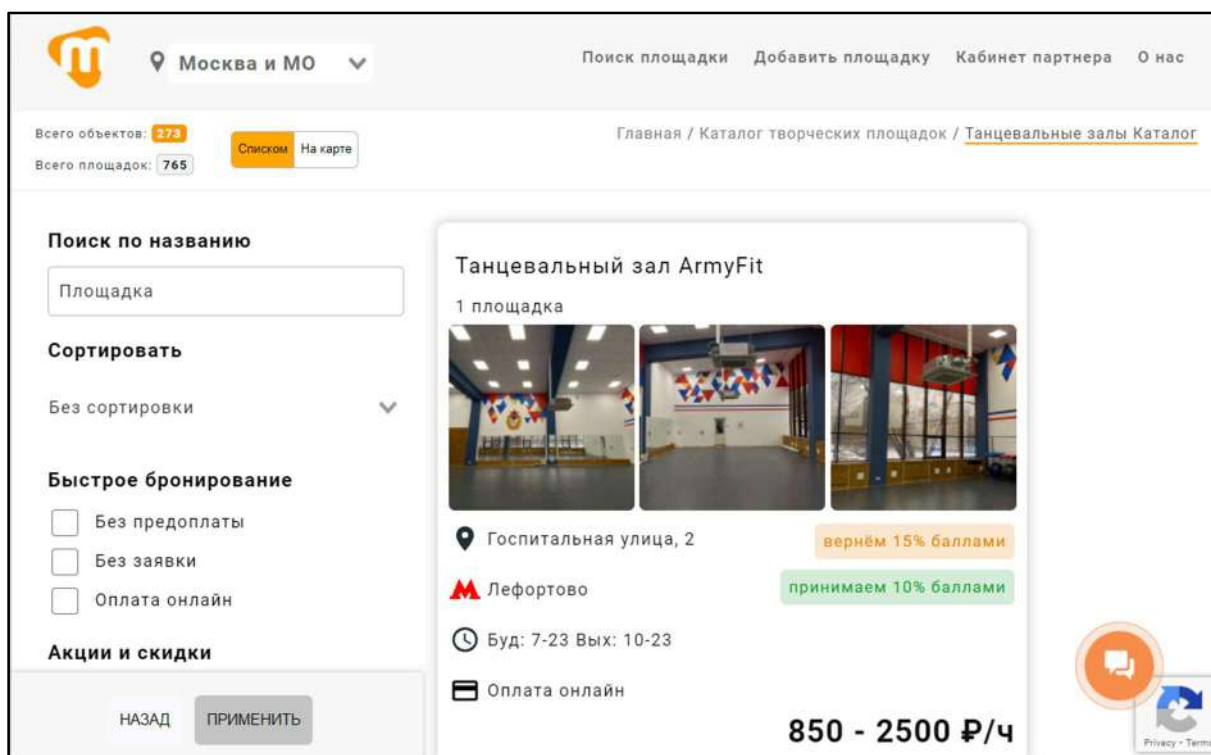 Москва и МО
Поиск площадки Добавить площадку Кабинет партнера О нас
Всего объектов: 273
Всего площадок: 765
Списком На карте
Главная / Каталог творческих площадок / Танцевальные залы Каталог
Поиск по названию
Площадка
Сортировать
Без сортировки
Быстрое бронирование
Без предоплаты
Без заявки
Оплата онлайн
Акции и скидки
НАЗАД ПРИМЕНИТЬ
Танцевальный зал ArmyFit
1 площадка
Госпитальная улица, 2
вернём 15% баллами
Лефортово
принимаем 10% баллами
Буд: 7-23 Вых: 10-23
Оплата онлайн
850 - 2500 ₽/ч
Privacy - Terms